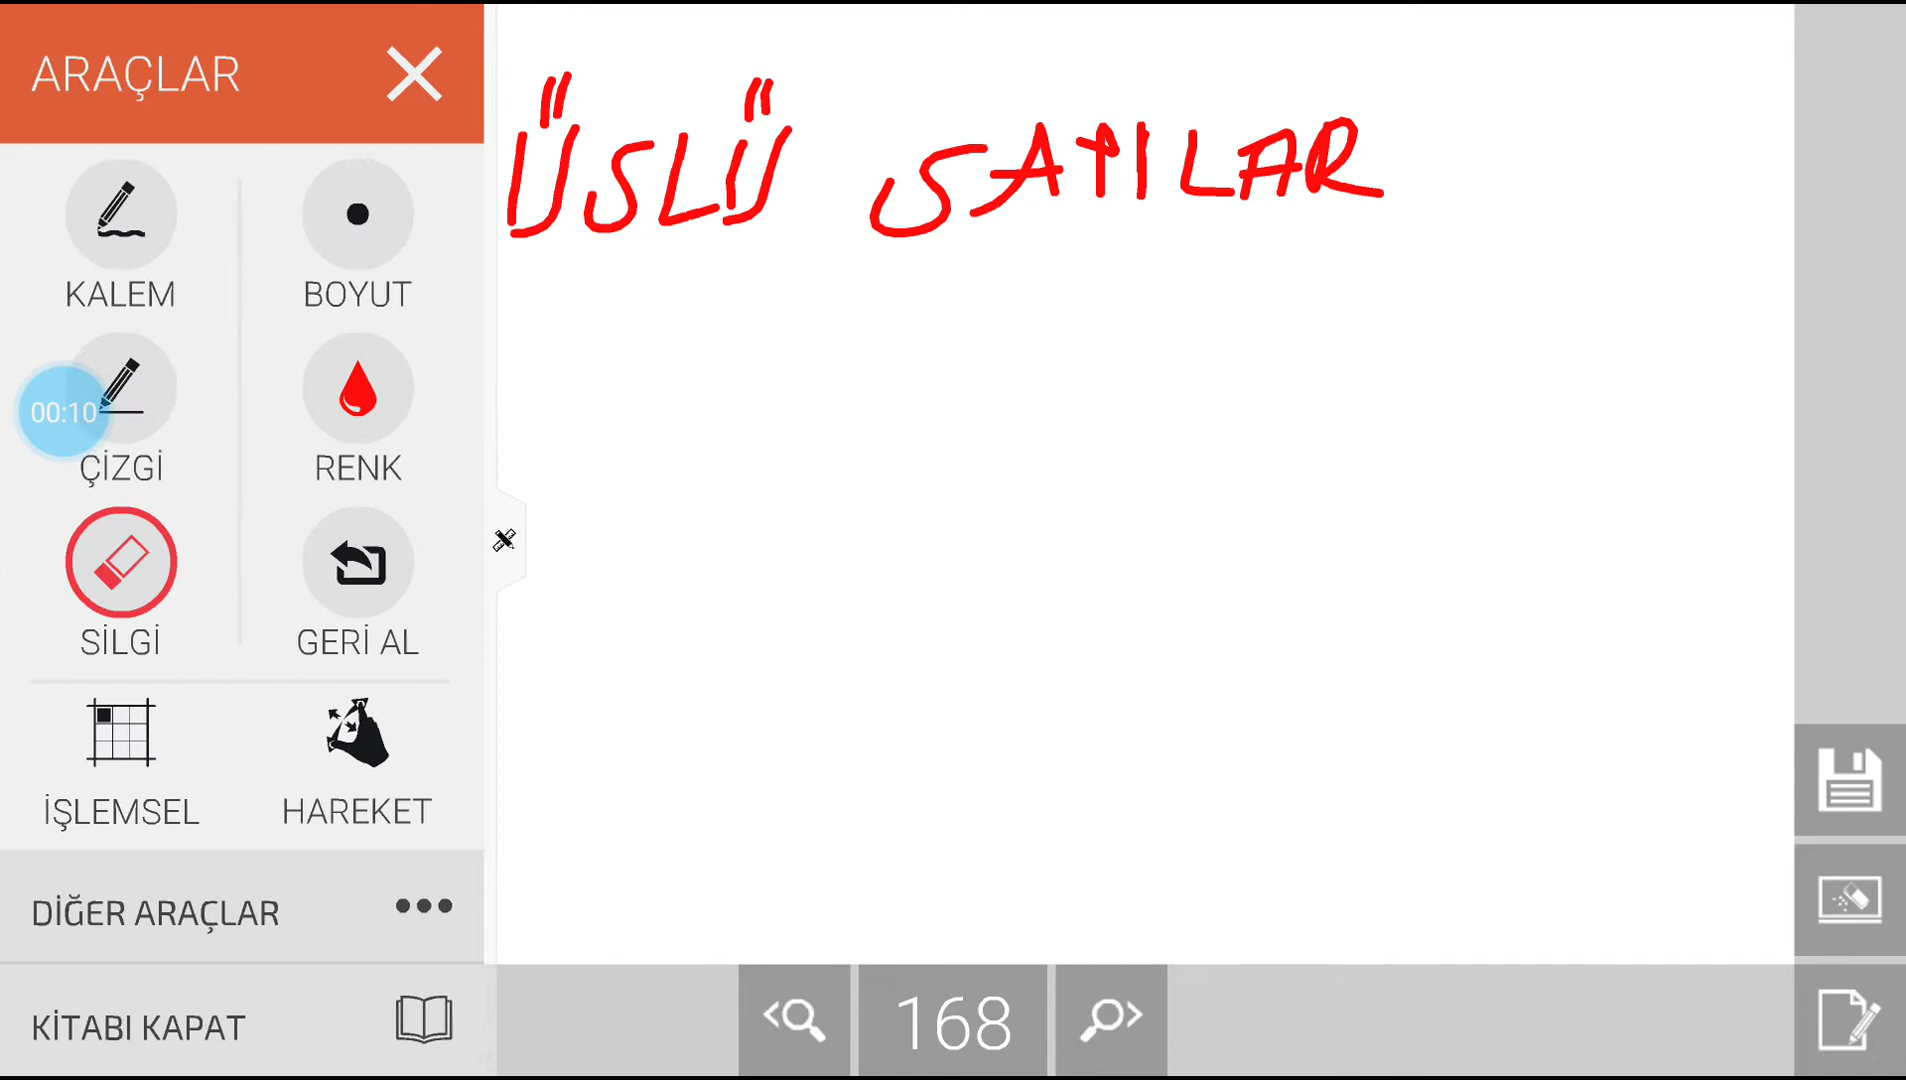 ARAÇLAR
ÜSLÜ SAYILAR
KALEM
BOYUT
00:10
ÇİZGİ
RENK
SİLGİ
GERİ AL
İŞLEMSEL
HAREKET
DİĞER ARAÇLAR
KİTABI KAPAT
168